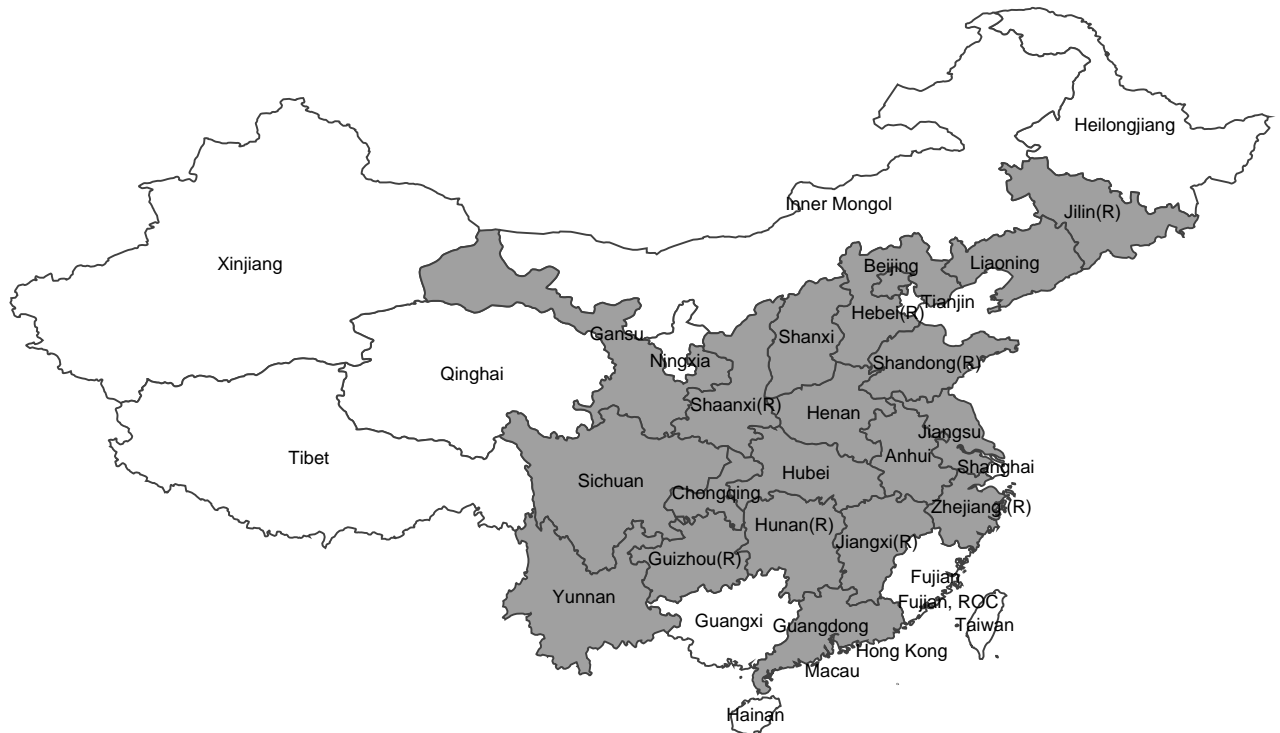 Heilongjiang
Inner Mongol
Jilin(R)
Xinjiang
Beijing
Liaoning
Tianjin
Hebei(R)
Gansu
Shanxi
Ningxia
Shandong(R)
Qinghai
Shaanxi(R)
Henan
Jiangsu
Tibet
Anhui
Shanghai
Sichuan
Hubei
Chongqing
Zhejiang (R)
Hunan(R)
Jiangxi(R)
Guizhou(R)
Fujian
Yunnan
Fujian, ROC
Guangxi
Guangdong
Taiwan
Hong Kong
Macau
Hainan